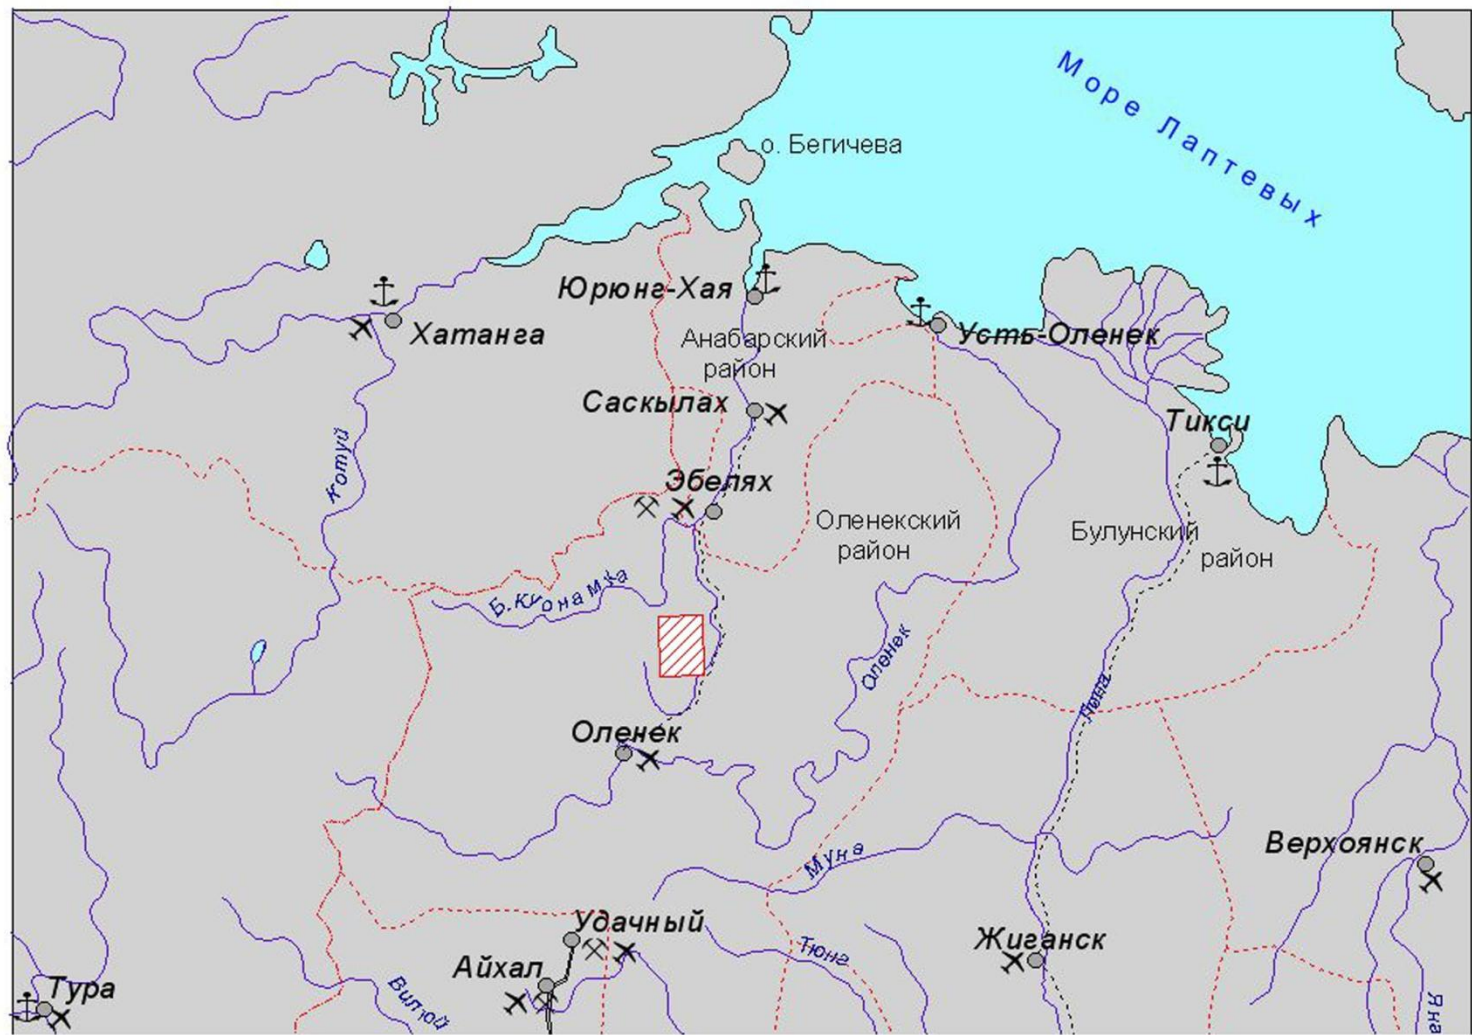 Море Лаптевых
о. Бегичева
Юрюнг-Хая
Хатанга
Усть-Оленек
Анабарский
район
Саскылах
Тикси
Котуй
Эбелях
Оленекский
район
Булунский
район
Оленек
Лена
Оленек
Муна
Верхоянск
Удачный
Жиганск
Тюнг
Айхал
Тура
Вилюй
Яна